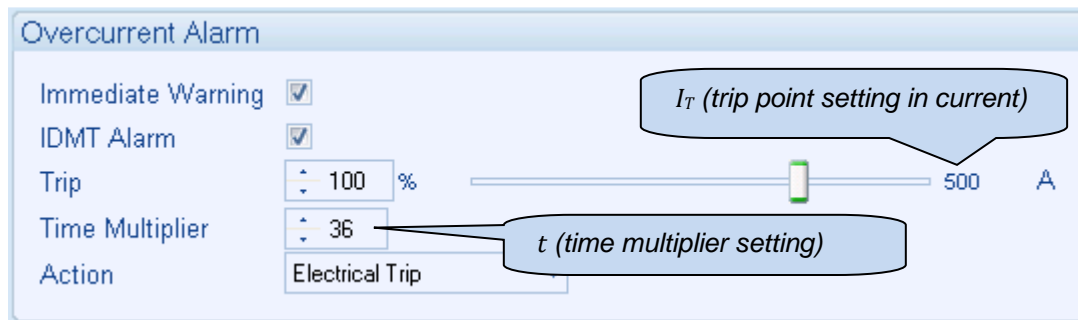 Overcurrent Alarm
Immediate Warning
I_T (trip point setting in current)
IDMT Alarm
Trip 100 % 500 A
Time Multiplier 36
t (time multiplier setting)
Action Electrical Trip